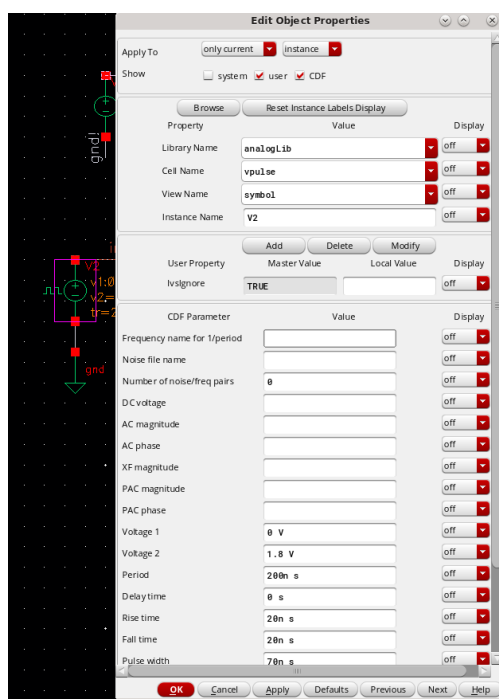 Edit Object Properties
Apply To only current instance
Show system user CDF
Browse Reset Instance Labels Display
Property Value Display
Library Name analogLib off
Cell Name vpulse off
View Name symbol off
Instance Name V2 off
Add Delete Modify
User Property Master Value Local Value Display
lvsIgnore TRUE off
CDF Parameter Value Display
Frequency name for 1/period off
Noise file name off
Number of noise/freq pairs 0 off
DC voltage off
AC magnitude off
AC phase off
XF magnitude off
PAC magnitude off
PAC phase off
Voltage 1 0 V off
Voltage 2 1.8 V off
Period 200n s off
Delay time 0 s off
Rise time 20n s off
Fall time 20n s off
Pulse width 70n s off
OK Cancel Apply Defaults Previous Next Help
gnd!
V2
v1:0
v2=
tr=2
gnd